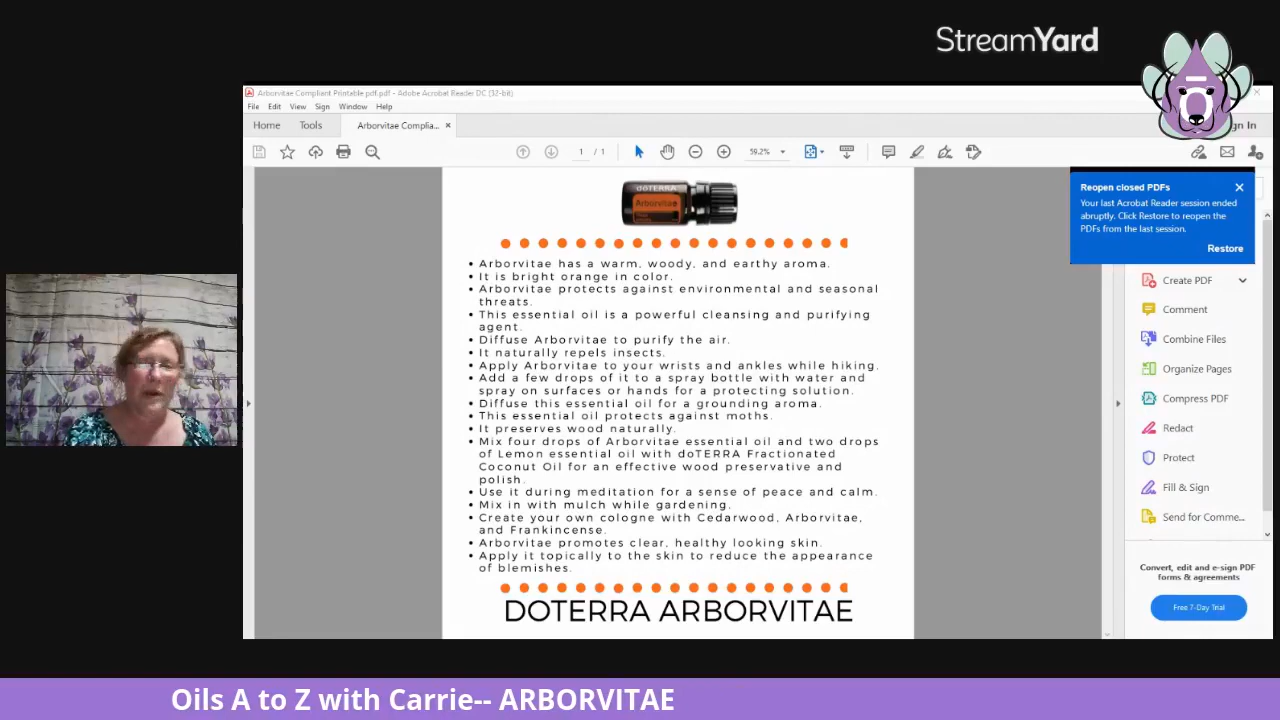 StreamYard
Arborvitae Compliant Printable pdf.pdf - Adobe Acrobat Reader DC (32-bit)
File Edit View Sign Window Help
Home Tools Arborvitae Complia... × gn In
1 / 1 59.2%
doTERRA
Arborvitae
Reopen closed PDFs
Your last Acrobat Reader session ended
abruptly. Click Restore to reopen the
PDFs from the last session.
Restore
• Arborvitae has a warm, woody, and earthy aroma.
• It is bright orange in color.
• Arborvitae protects against environmental and seasonal
threats.
• This essential oil is a powerful cleansing and purifying
agent.
• Diffuse Arborvitae to purify the air.
• It naturally repels insects.
• Apply Arborvitae to your wrists and ankles while hiking.
• Add a few drops of it to a spray bottle with water and
spray on surfaces or hands for a protecting solution.
• Diffuse this essential oil for a grounding aroma.
• This essential oil protects against moths.
• It preserves wood naturally.
• Mix four drops of Arborvitae essential oil and two drops
of Lemon essential oil with doTERRA Fractionated
Coconut Oil for an effective wood preservative and
polish.
• Use it during meditation for a sense of peace and calm.
• Mix in with mulch while gardening.
• Create your own cologne with Cedarwood, Arborvitae,
and Frankincense.
• Arborvitae promotes clear, healthy looking skin.
• Apply it topically to the skin to reduce the appearance
of blemishes.
DOTERRA ARBORVITAE
Create PDF
Comment
Combine Files
Organize Pages
Compress PDF
Redact
Protect
Fill & Sign
Send for Comme...
Convert, edit and e-sign PDF
forms & agreements
Free 7-Day Trial
Oils A to Z with Carrie-- ARBORVITAE